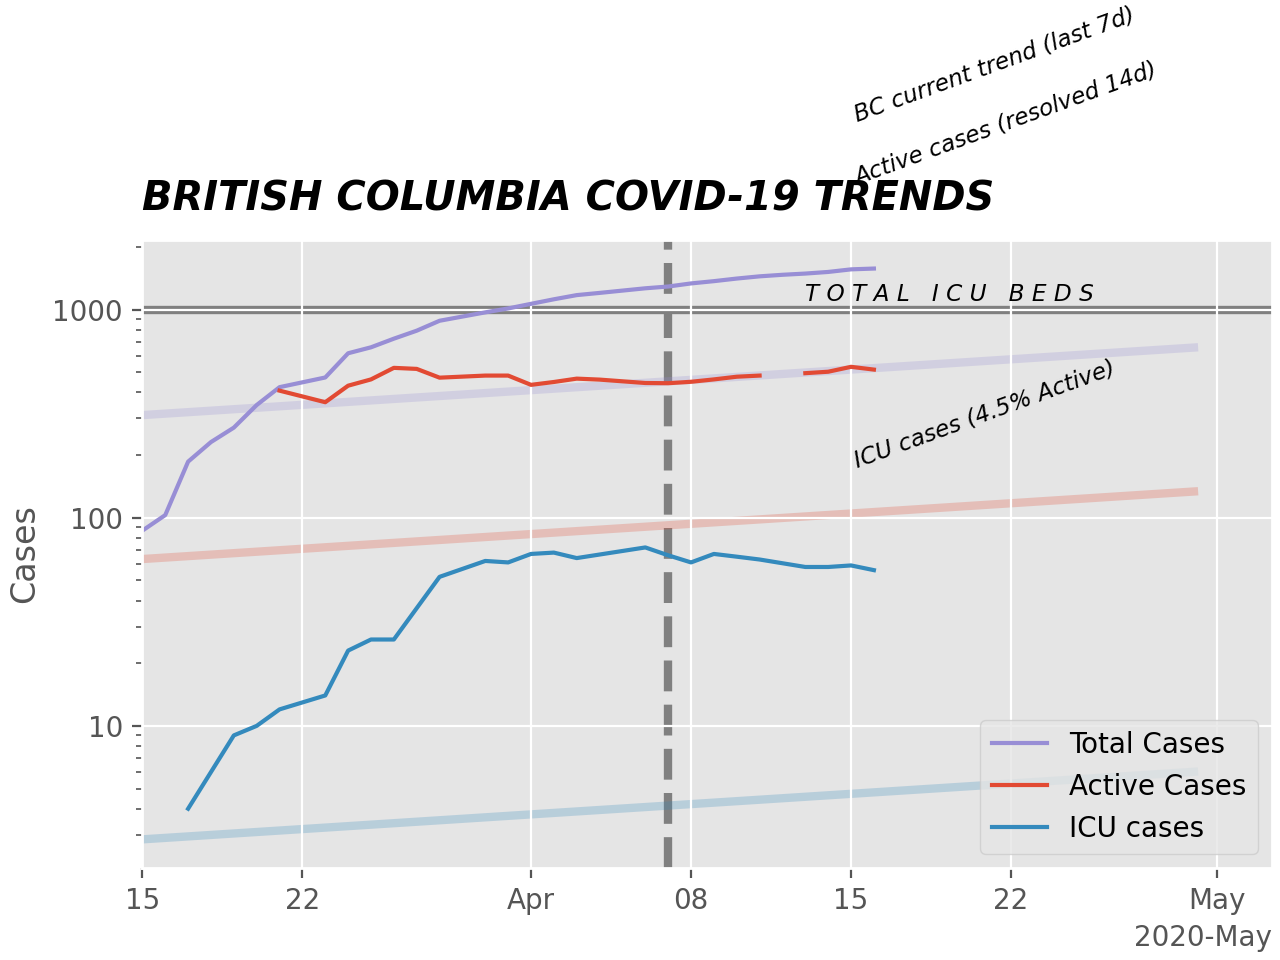 BC current trend (last 7d)
Active cases (resolved 14d)
BRITISH COLUMBIA COVID-19 TRENDS
TOTAL ICU BEDS
ICU cases (4.5% Active)
Cases
1000
100
10
Total Cases
Active Cases
ICU cases
15
22
Apr
08
15
22
May
2020-May